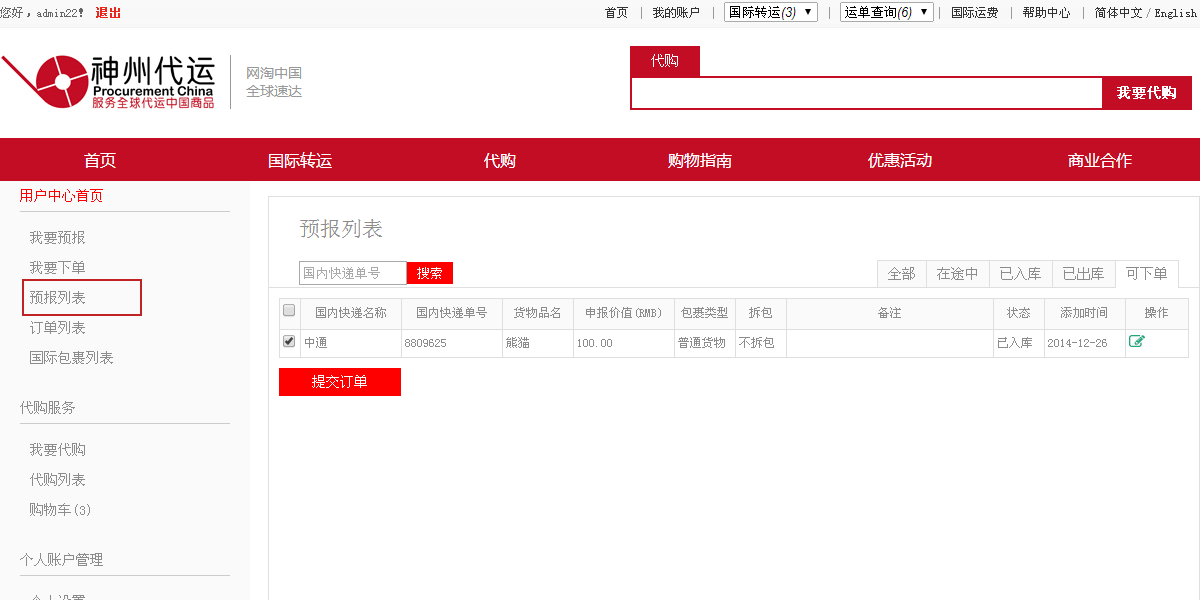 您好，admin22！ 退出
首页 | 我的账户 | 国际转运(3) ▼ | 运单查询(6) ▼ | 国际运费 | 帮助中心 | 简体中文 / English
神州代运
Procurement China
服务全球代运中国商品
网淘中国
全球速达
代购
我要代购
首页 国际转运 代购 购物指南 优惠活动 商业合作
用户中心首页
我要预报
我要下单
预报列表
订单列表
国际包裹列表
代购服务
我要代购
代购列表
购物车(3)
个人账户管理
个人设置
预报列表
国内快递单号 搜索
全部 在途中 已入库 已出库 可下单
国内快递名称 国内快递单号 货物品名 申报价值(RMB) 包裹类型 拆包 备注 状态 添加时间 操作
中通 8809625 熊猫 100.00 普通货物 不拆包 已入库 2014-12-26
提交订单